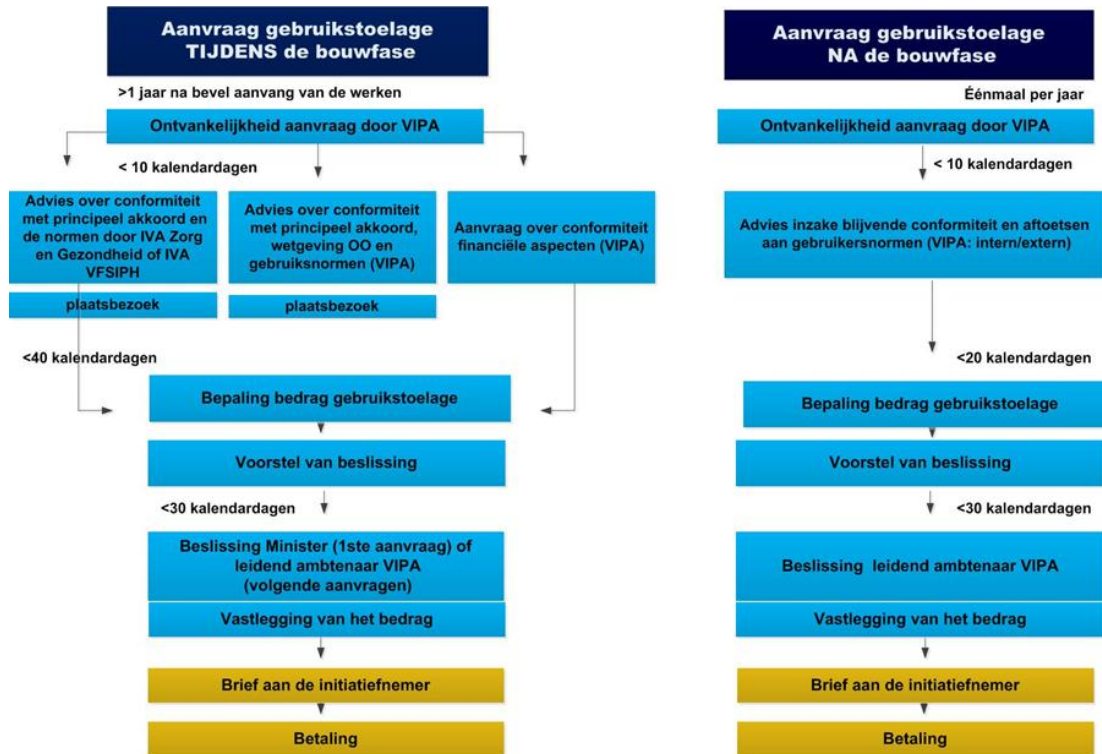 Aanvraag gebruikstoelage
TIJDENS de bouwfase
>1 jaar na bevel aanvang van de werken
Ontvankelijkheid aanvraag door VIPA
< 10 kalendardagen
Advies over conformiteit
met principeel akkoord en
de normen door IVA Zorg
en Gezondheid of IVA
VFSIPH
plaatsbezoek
Advies over conformiteit
met principeel akkoord,
wetgeving OO en
gebruiksnormen (VIPA)
plaatsbezoek
Aanvraag over conformiteit
financiële aspecten (VIPA)
<40 kalendardagen
Bepaling bedrag gebruikstoelage
Voorstel van beslissing
<30 kalendardagen
Beslissing Minister (1ste aanvraag) of
leidend ambtenaar VIPA
(volgende aanvragen)
Vastlegging van het bedrag
Brief aan de initiatiefnemer
Betaling
Aanvraag gebruikstoelage
NA de bouwfase
Éénmaal per jaar
Ontvankelijkheid aanvraag door VIPA
< 10 kalendardagen
Advies inzake blijvende conformiteit en aftoetsen
aan gebruikersnormen (VIPA: intern/extern)
<20 kalendardagen
Bepaling bedrag gebruikstoelage
Voorstel van beslissing
<30 kalendardagen
Beslissing leidend ambtenaar VIPA
Vastlegging van het bedrag
Brief aan de initiatiefnemer
Betaling